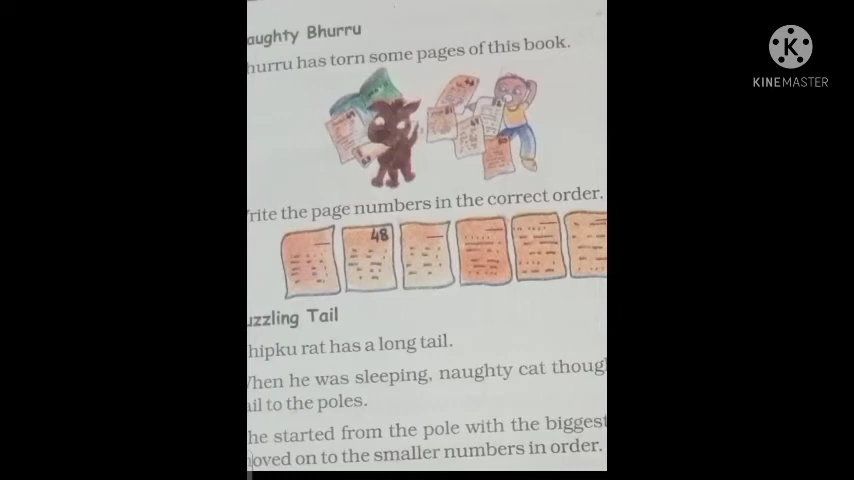 aughty Bhurru
hurru has torn some pages of this book.
rite the page numbers in the correct order.
48
uzzling Tail
hipku rat has a long tail.
hen he was sleeping, naughty cat thoug
ail to the poles.
he started from the pole with the biggest
oved on to the smaller numbers in order.
K
KINEMASTER